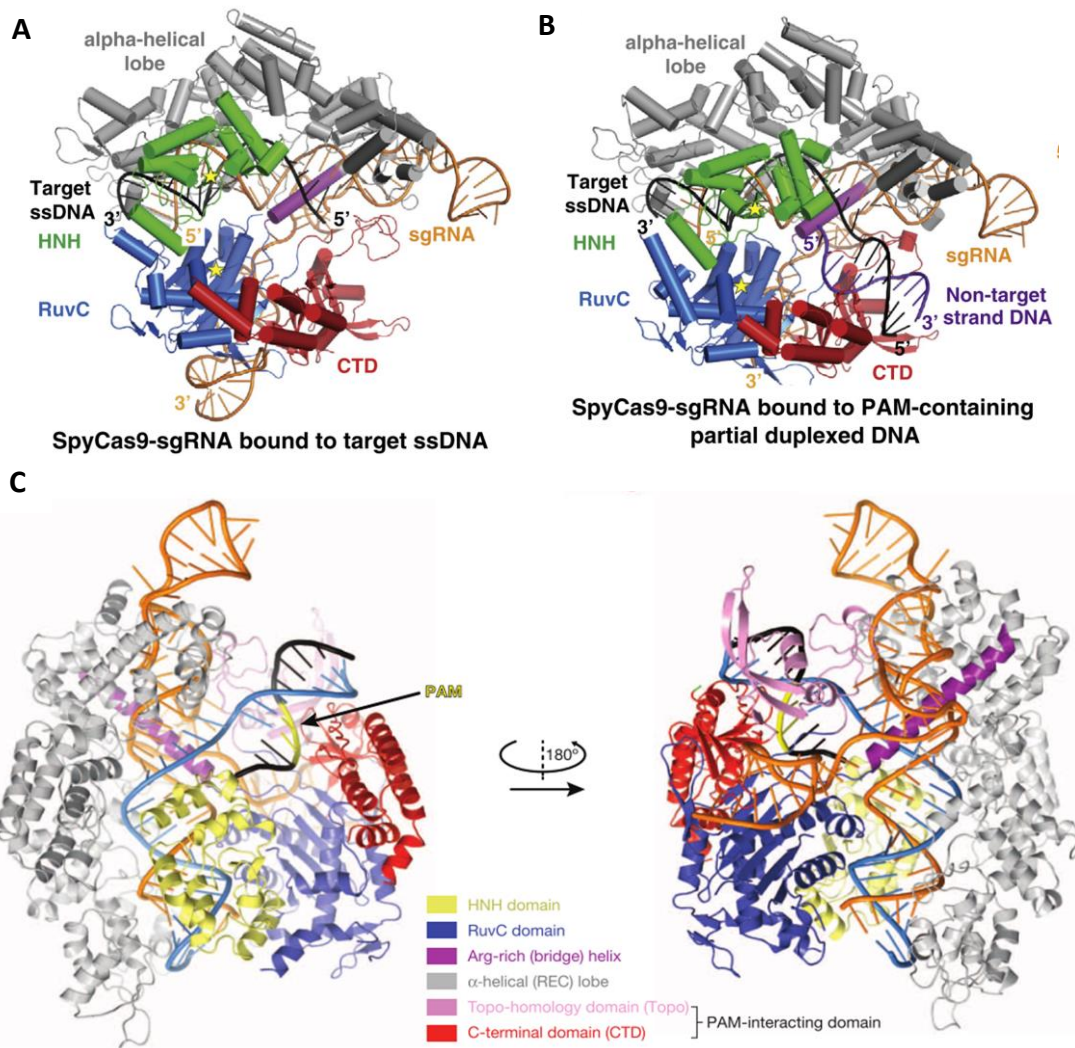 A
alpha-helical
lobe
Target
ssDNA
3'
HNH
5'
5'
sgRNA
RuvC
CTD
3'
SpyCas9-sgRNA bound to target ssDNA
B
alpha-helical
lobe
Target
ssDNA
3'
HNH
5'
5'
sgRNA
RuvC
Non-target
strand DNA
3'
5'
CTD
3'
SpyCas9-sgRNA bound to PAM-containing
partial duplexed DNA
C
PAM
180°
HNH domain
RuvC domain
Arg-rich (bridge) helix
α-helical (REC) lobe
Topo-homology domain (Topo)
C-terminal domain (CTD)
PAM-interacting domain